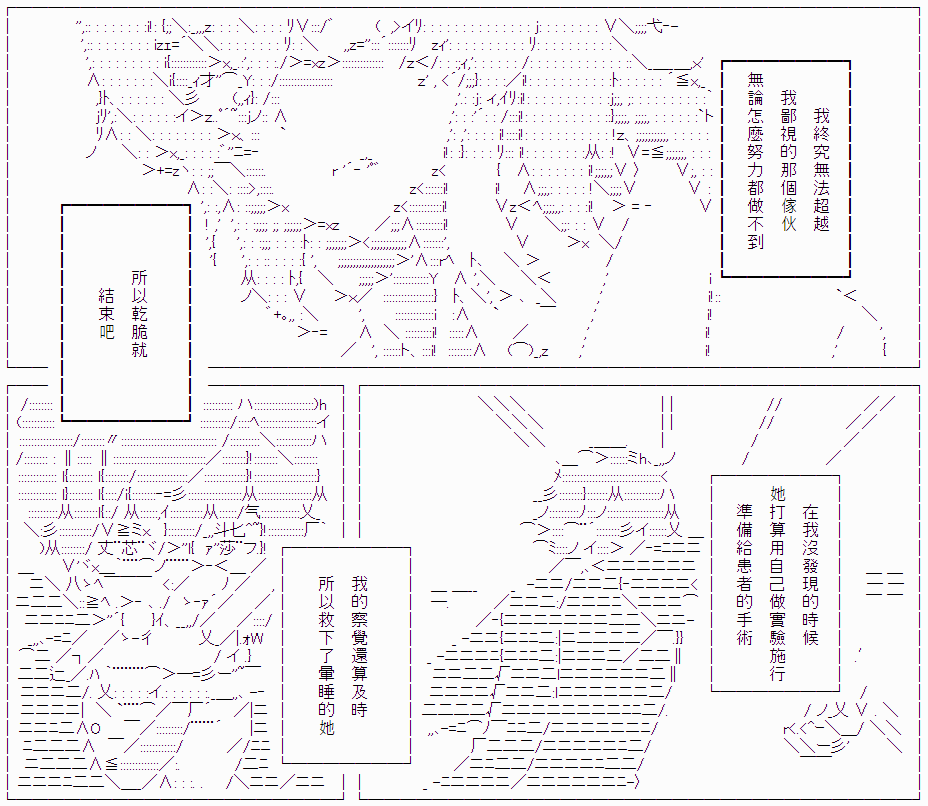 我終究無法超越
我鄙視的那個傢伙
無論怎麼努力都做不到
所以乾脆就
結束吧
在我沒發現的時候
她打算用自己做實驗施行
準備給患者的手術
我的察覺還算及時
所以救下了暈睡的她